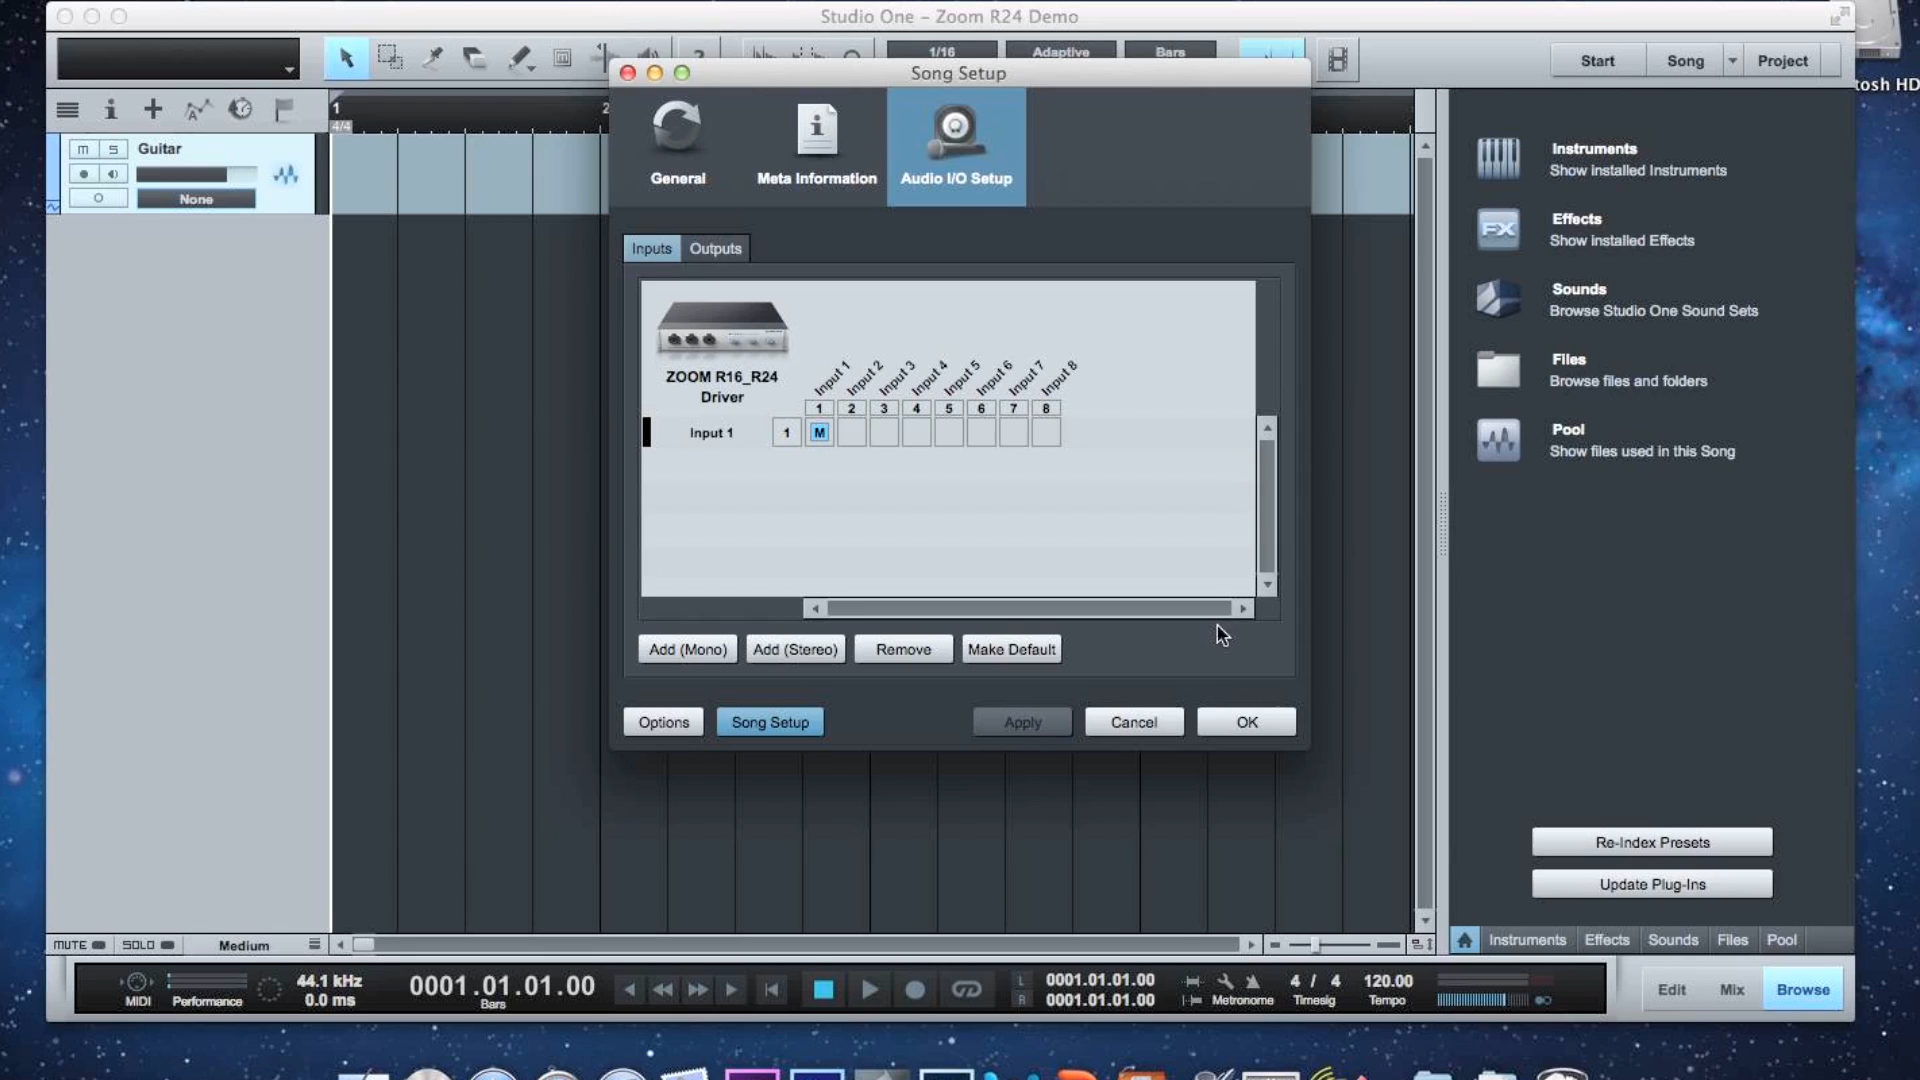 Studio One – Zoom R24 Demo
1/16 Adaptive Bars
Start Song Project
tosh HD
Song Setup
General Meta Information Audio I/O Setup
1 2
4/4
M S Guitar
None
Inputs Outputs
ZOOM R16_R24
Driver
Input 1 Input 2 Input 3 Input 4 Input 5 Input 6 Input 7 Input 8
1 2 3 4 5 6 7 8
Input 1 1 M
Add (Mono) Add (Stereo) Remove Make Default
Options Song Setup Apply Cancel OK
Instruments
Show Installed Instruments
FX
Effects
Show Installed Effects
Sounds
Browse Studio One Sound Sets
Files
Browse files and folders
Pool
Show files used in this Song
Re-Index Presets
Update Plug-Ins
MUTE SOLO Medium
Instruments Effects Sounds Files Pool
MIDI Performance
44.1 kHz
0.0 ms
0001.01.01.00
Bars
L 0001.01.01.00
R 0001.01.01.00
Metronome
4 / 4
Timesig
120.00
Tempo
Edit Mix Browse